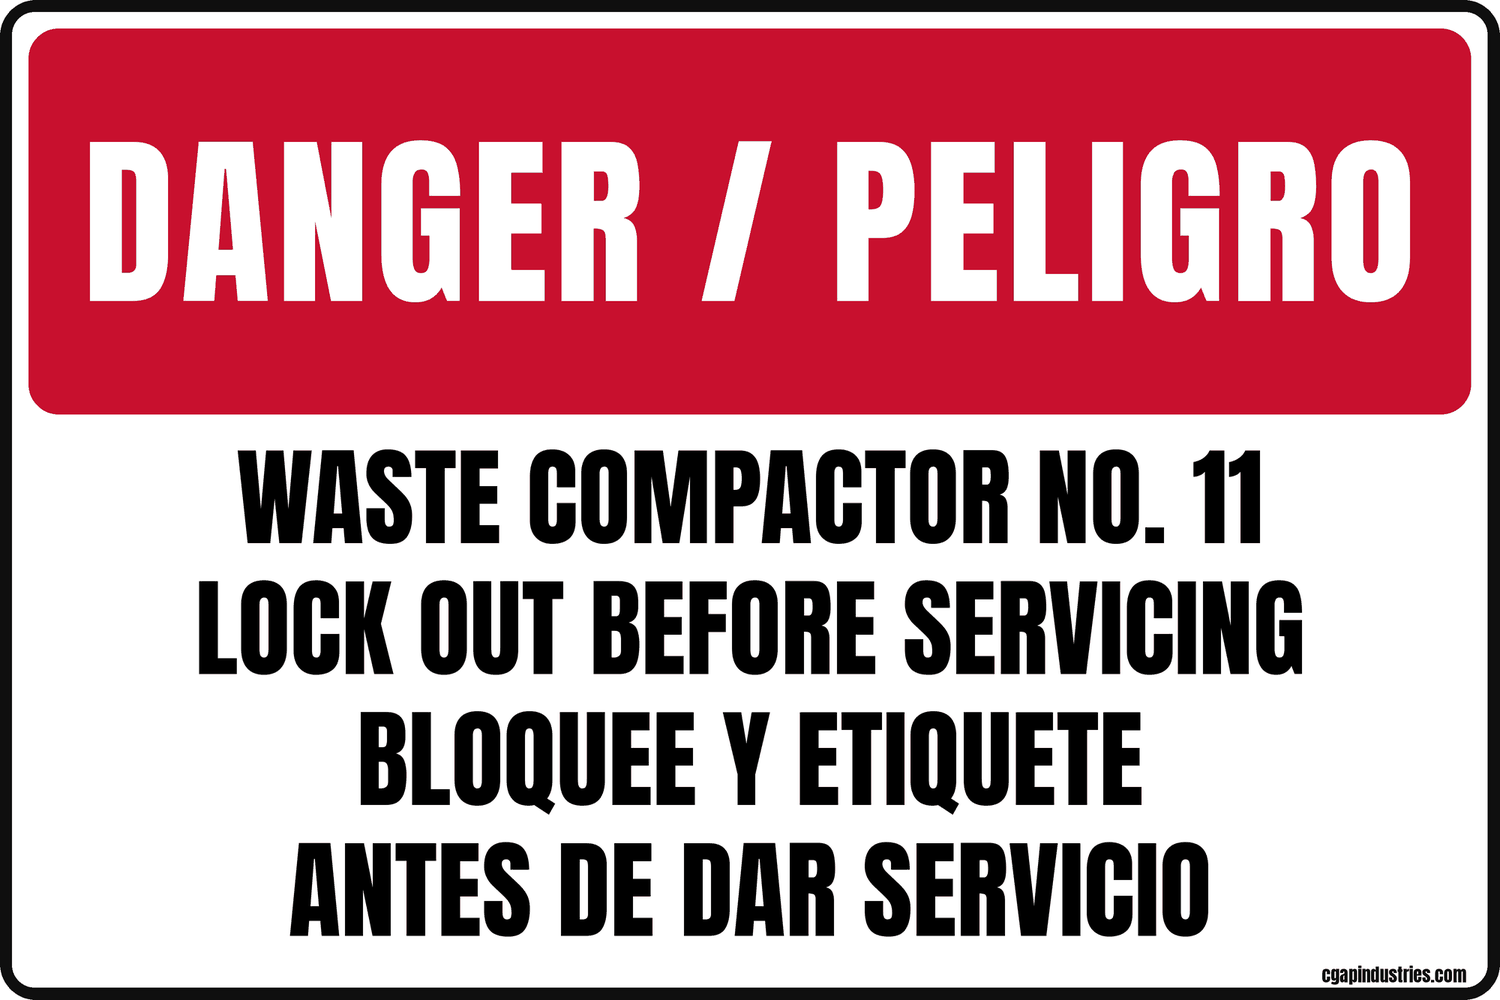 DANGER / PELIGRO
WASTE COMPACTOR NO. 11
LOCK OUT BEFORE SERVICING
BLOQUEE Y ETIQUETE
ANTES DE DAR SERVICIO
cgapindustries.com